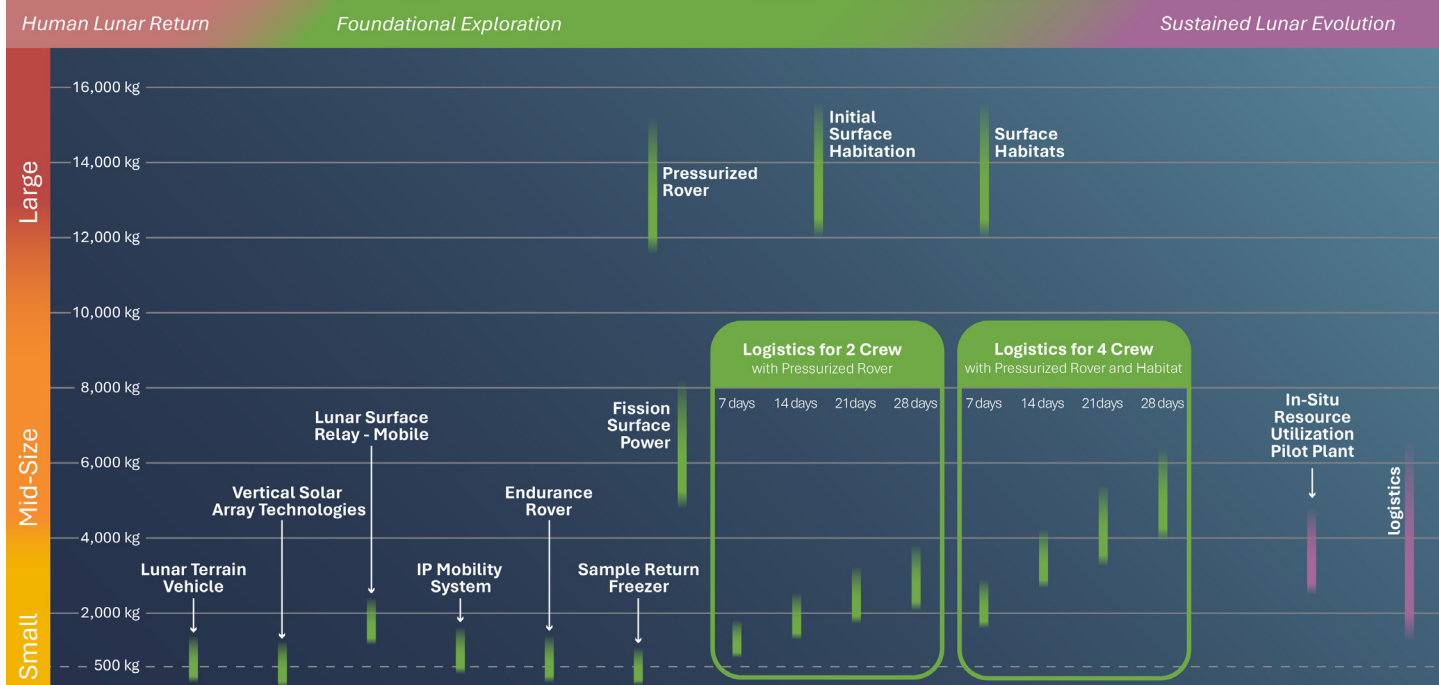 Human Lunar Return
Foundational Exploration
Sustained Lunar Evolution
Large
Mid-Size
Small
16,000 kg
14,000 kg
12,000 kg
10,000 kg
8,000 kg
6,000 kg
4,000 kg
2,000 kg
500 kg
Lunar Terrain
Vehicle
Vertical Solar
Array Technologies
Lunar Surface
Relay - Mobile
IP Mobility
System
Endurance
Rover
Sample Return
Freezer
Fission
Surface
Power
Pressurized
Rover
Initial
Surface
Habitation
Surface
Habitats
Logistics for 2 Crew
with Pressurized Rover
7 days
14 days
21 days
28 days
Logistics for 4 Crew
with Pressurized Rover and Habitat
7 days
14 days
21 days
28 days
In-Situ
Resource
Utilization
Pilot Plant
logistics